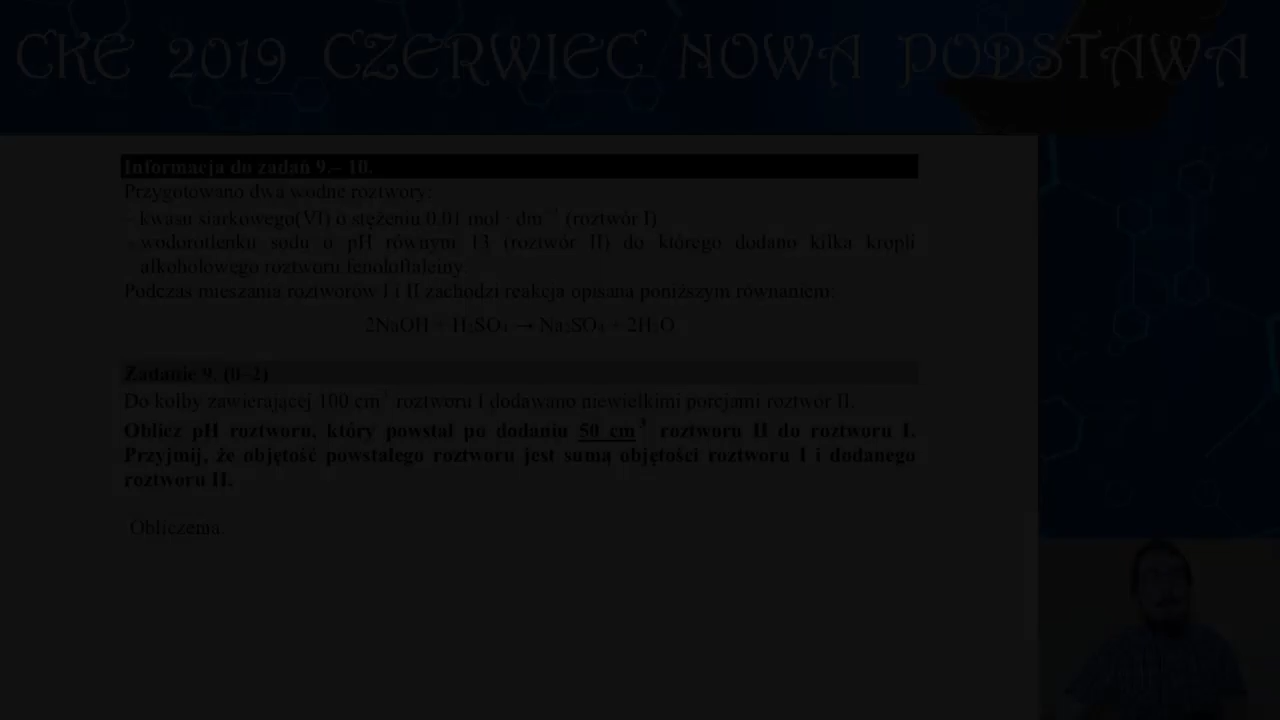 CKE 2019 CZERWIEC NOWA PODSTAWA
Informacja do zadań 9.– 10.
Przygotowano dwa wodne roztwory:
– kwasu siarkowego(VI) o stężeniu 0,01 mol · dm⁻³ (roztwór I)
– wodorotlenku sodu o pH równym 13 (roztwór II) do którego dodano kilka kropli
alkoholowego roztworu fenoloftaleiny.
Podczas mieszania roztworów I i II zachodzi reakcja opisana poniższym równaniem:
2NaOH + H₂SO₄ → Na₂SO₄ + 2H₂O
Zadanie 9. (0–2)
Do kolby zawierającej 100 cm³ roztworu I dodawano niewielkimi porcjami roztwór II.
Oblicz pH roztworu, który powstał po dodaniu 50 cm³ roztworu II do roztworu I.
Przyjmij, że objętość powstałego roztworu jest sumą objętości roztworu I i dodanego
roztworu II.
Obliczenia: